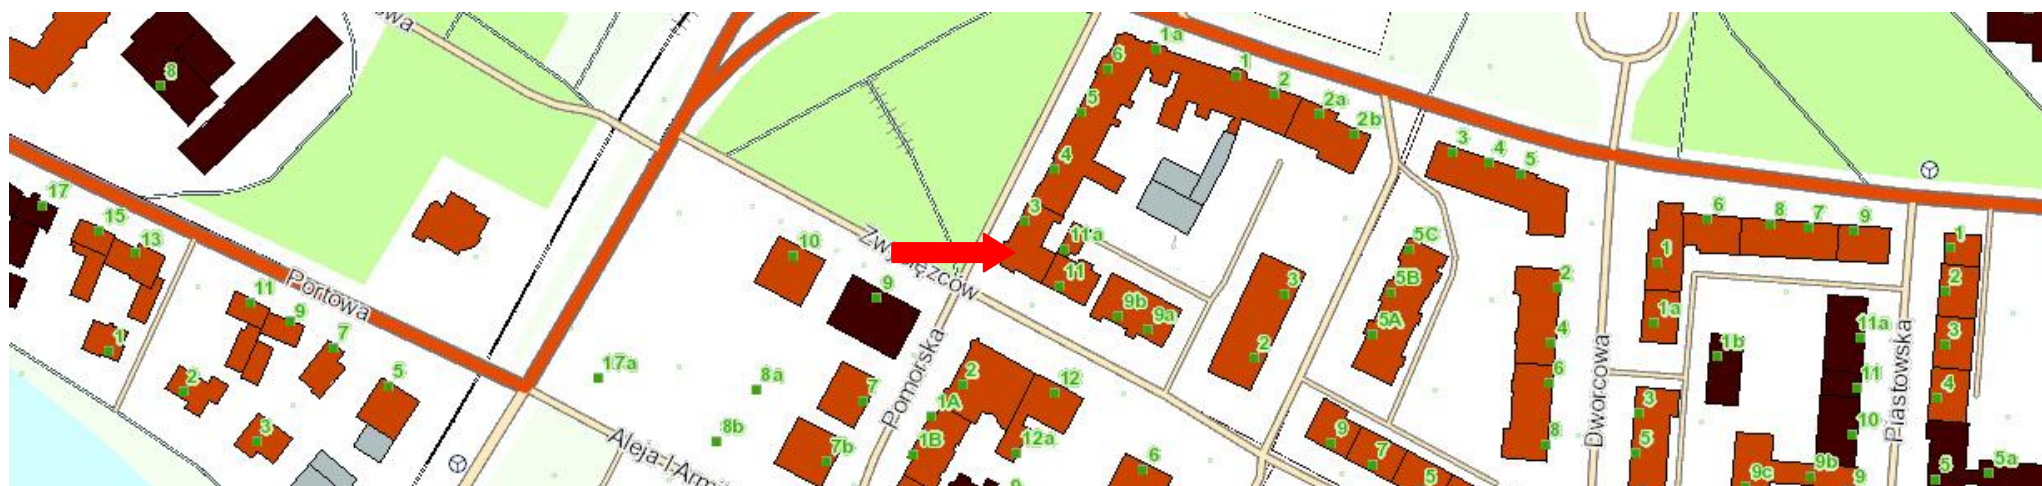 owa
8
17
15
13
1
2
3
11
9
7
5
Portowa
17a
8a
8b
Aleja-I-Armi
10
9
7
7b
Zwycięzców
Pomorska
6
5
4
3
1a
1
2
2a
2b
11a
11
9b
9a
2
1A
1B
12
12a
9
6
3
2
5C
5B
5A
3
4
5
2
4
6
8
9
7
5
Dworcowa
6
8
7
9
1
1a
1b
3
5
11a
11
10
9c
9b
9
Piastowska
1
2
3
4
5
5a